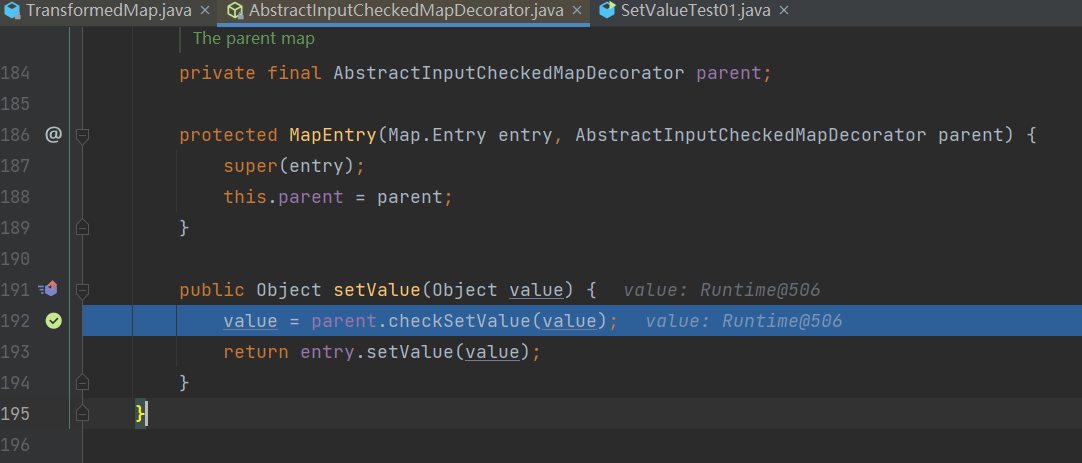 TransformedMap.java × AbstractInputCheckedMapDecorator.java × SetValueTest01.java ×
The parent map
184 private final AbstractInputCheckedMapDecorator parent;
185
186 @ protected MapEntry(Map.Entry entry, AbstractInputCheckedMapDecorator parent) {
187 super(entry);
188 this.parent = parent;
189 }
190
191 public Object setValue(Object value) { value: Runtime@506
192 value = parent.checkSetValue(value); value: Runtime@506
193 return entry.setValue(value);
194 }
195 }
196